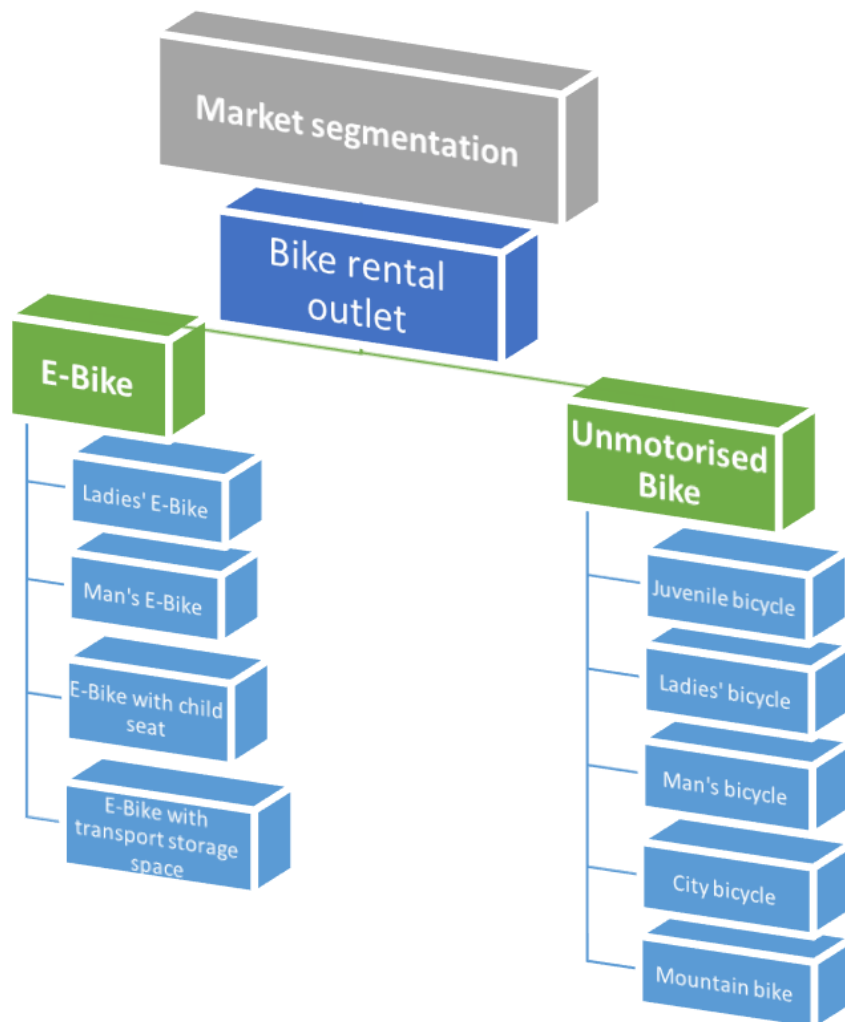 Market segmentation
Bike rental
outlet
E-Bike
Ladies' E-Bike
Man's E-Bike
E-Bike with child
seat
E-Bike with
transport storage
space
Unmotorised
Bike
Juvenile bicycle
Ladies' bicycle
Man's bicycle
City bicycle
Mountain bike